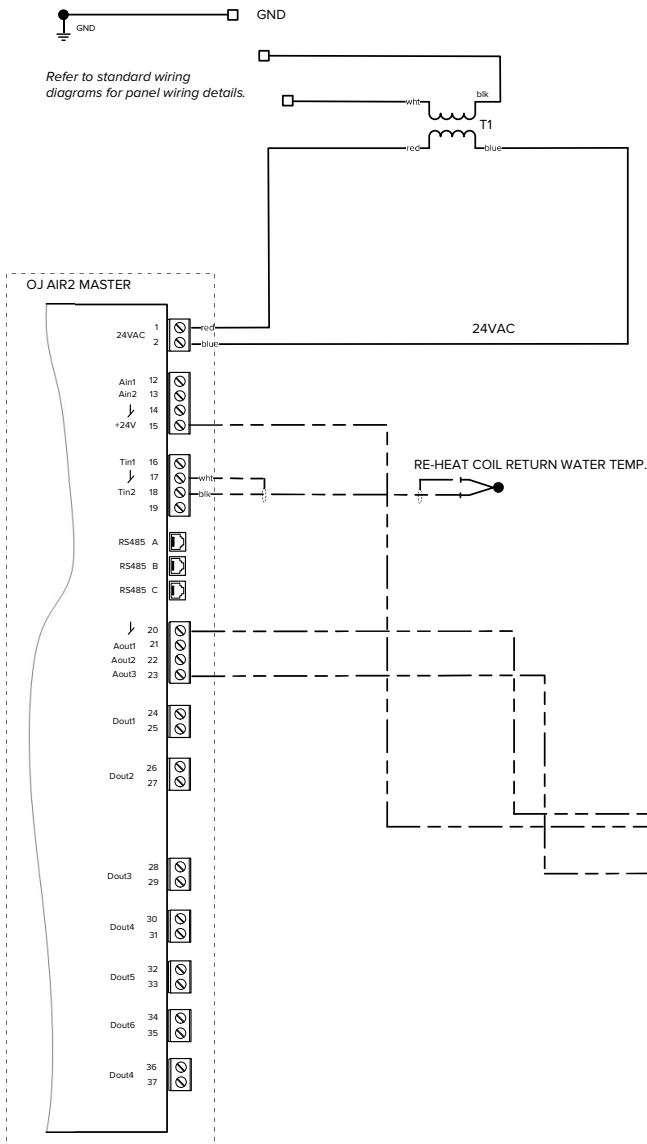 GND
GND
Refer to standard wiring
diagrams for panel wiring details.
wht
blk
T1
red
blue
OJ AIR2 MASTER
24VAC
1
red
2
blue
24VAC
Ain1 12
Ain2 13
14
+24V 15
Tin1 16
17
wht
Tin2 18
blk
19
RE-HEAT COIL RETURN WATER TEMP.
RS485 A
RS485 B
RS485 C
20
Aout1 21
Aout2 22
Aout3 23
Dout1
24
25
Dout2
26
27
Dout3
28
29
Dout4
30
31
Dout5
32
33
Dout6
34
35
Dout4
36
37